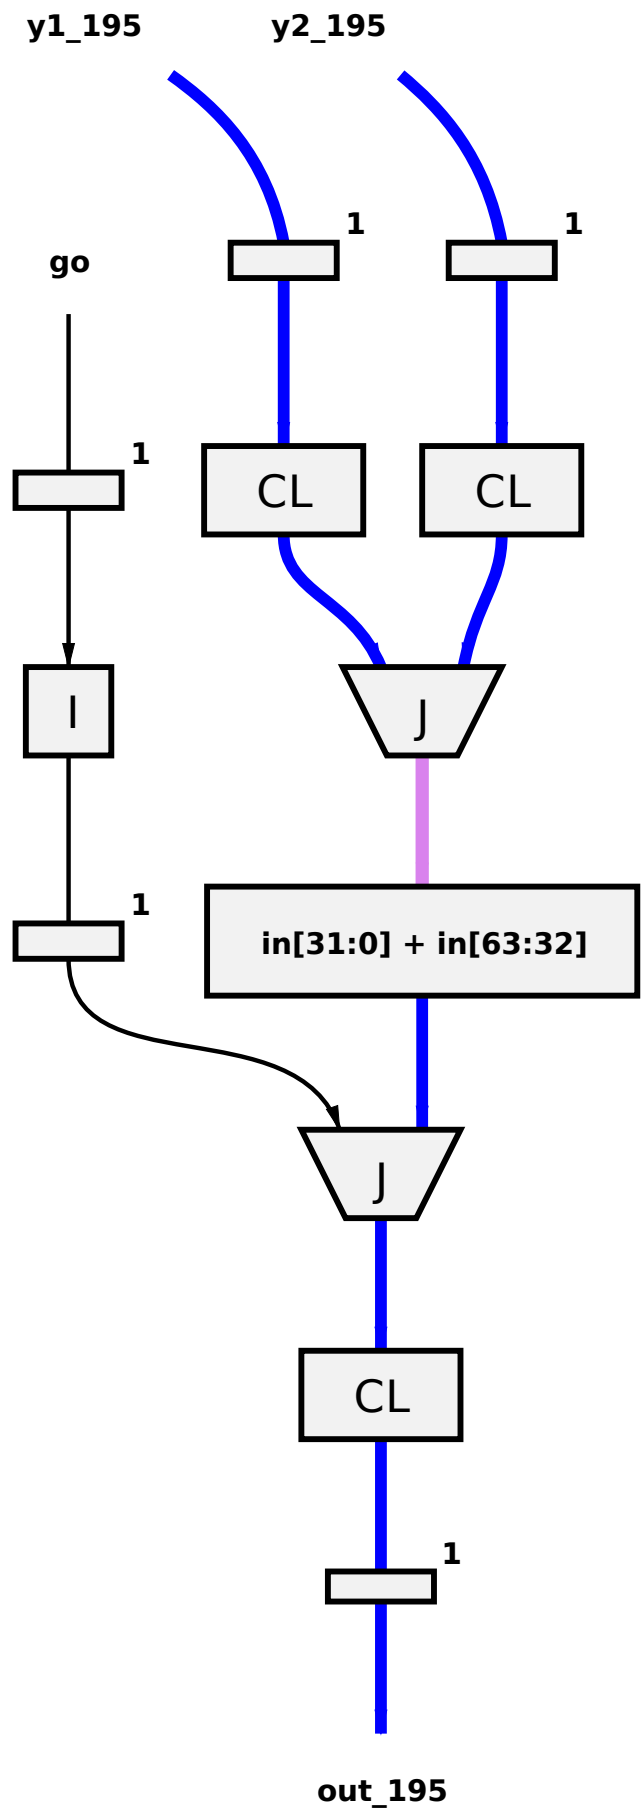 y1_195 y2_195
1 1
go
1
CL CL
I
J
1
in[31:0] + in[63:32]
J
CL
1
out_195